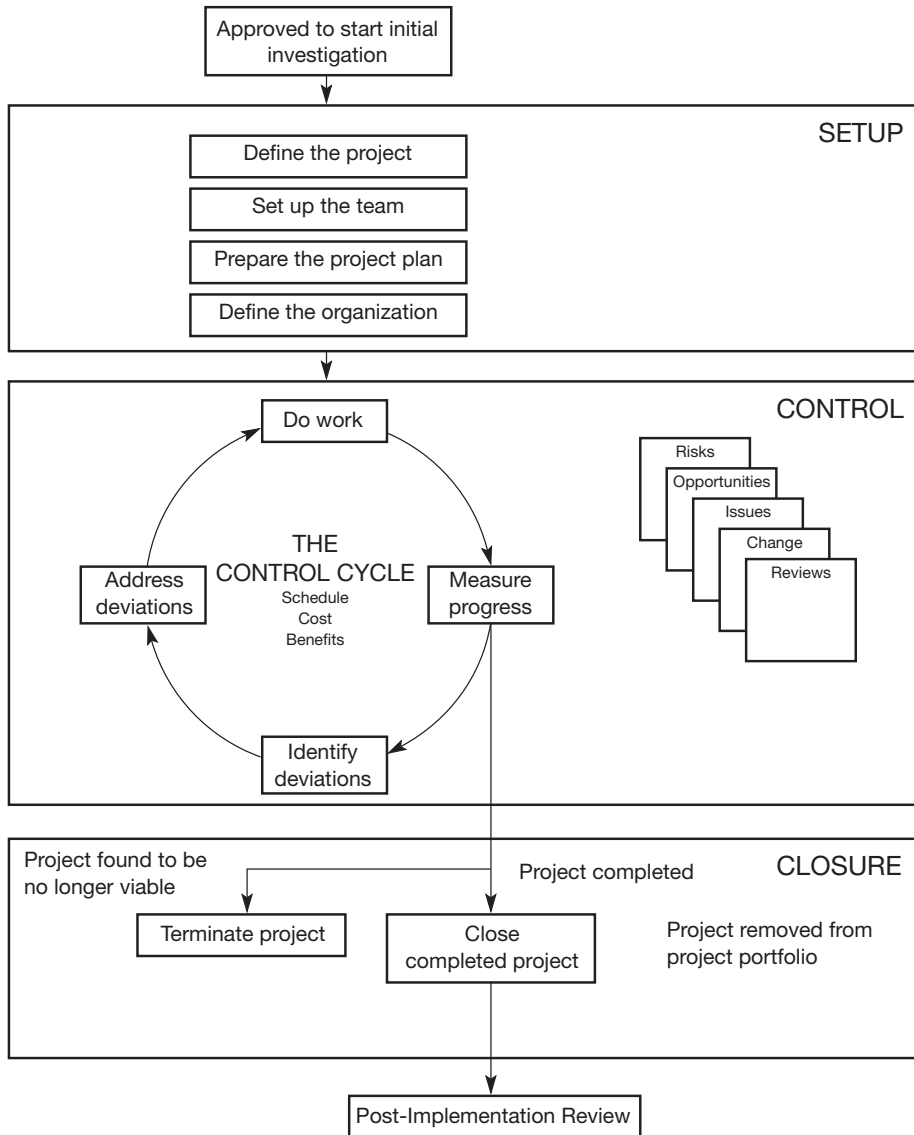 Approved to start initial
investigation
SETUP
Define the project
Set up the team
Prepare the project plan
Define the organization
CONTROL
Do work
Risks
Opportunities
Issues
Change
Reviews
THE
CONTROL CYCLE
Schedule
Cost
Benefits
Address
deviations
Measure
progress
Identify
deviations
CLOSURE
Project found to be
no longer viable
Project completed
Terminate project
Close
completed project
Project removed from
project portfolio
Post-Implementation Review